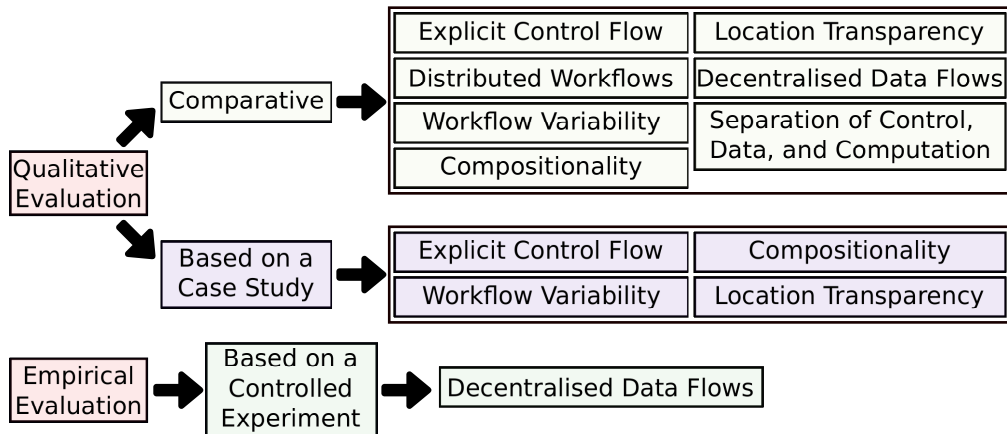 Explicit Control Flow
Location Transparency
Distributed Workflows
Decentralised Data Flows
Comparative
Workflow Variability
Separation of Control,
Data, and Computation
Compositionality
Qualitative
Evaluation
Based on a
Case Study
Explicit Control Flow
Compositionality
Workflow Variability
Location Transparency
Empirical
Evaluation
Based on a
Controlled
Experiment
Decentralised Data Flows